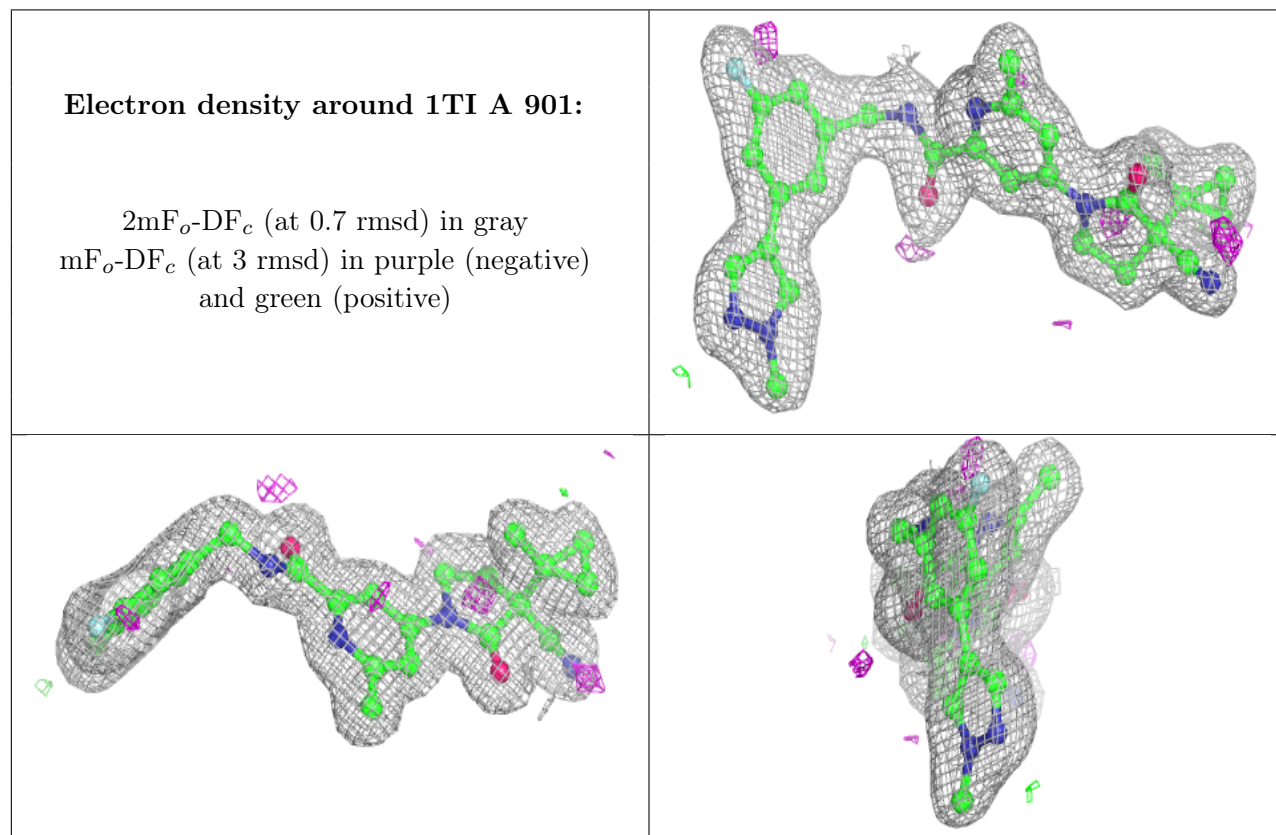 Electron density around 1TI A 901:
2mFo-DFc (at 0.7 rmsd) in gray
mFo-DFc (at 3 rmsd) in purple (negative)
and green (positive)